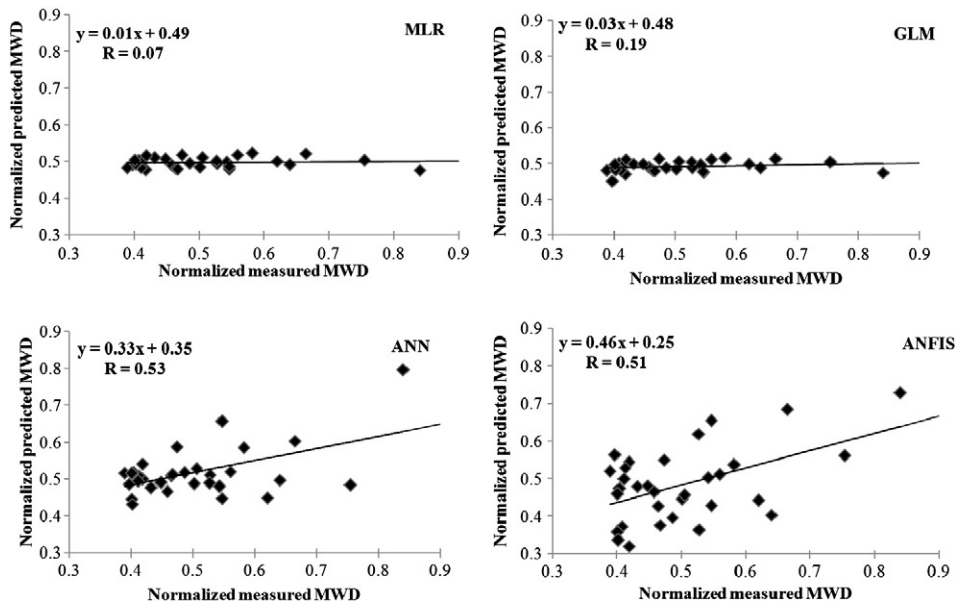 0.9
0.8
0.7
0.6
0.5
0.4
0.3
Normalized predicted MWD
y = 0.01x + 0.49
R = 0.07
MLR
0.3 0.4 0.5 0.6 0.7 0.8 0.9
Normalized measured MWD
0.9
0.8
0.7
0.6
0.5
0.4
0.3
Normalized predicted MWD
y = 0.03x + 0.48
R = 0.19
GLM
0.3 0.4 0.5 0.6 0.7 0.8 0.9
Normalized measured MWD
0.9
0.8
0.7
0.6
0.5
0.4
0.3
Normalized predicted MWD
y = 0.33x + 0.35
R = 0.53
ANN
0.3 0.4 0.5 0.6 0.7 0.8 0.9
Normalized measured MWD
0.9
0.8
0.7
0.6
0.5
0.4
0.3
Normalized predicted MWD
y = 0.46x + 0.25
R = 0.51
ANFIS
0.3 0.4 0.5 0.6 0.7 0.8 0.9
Normalized measured MWD